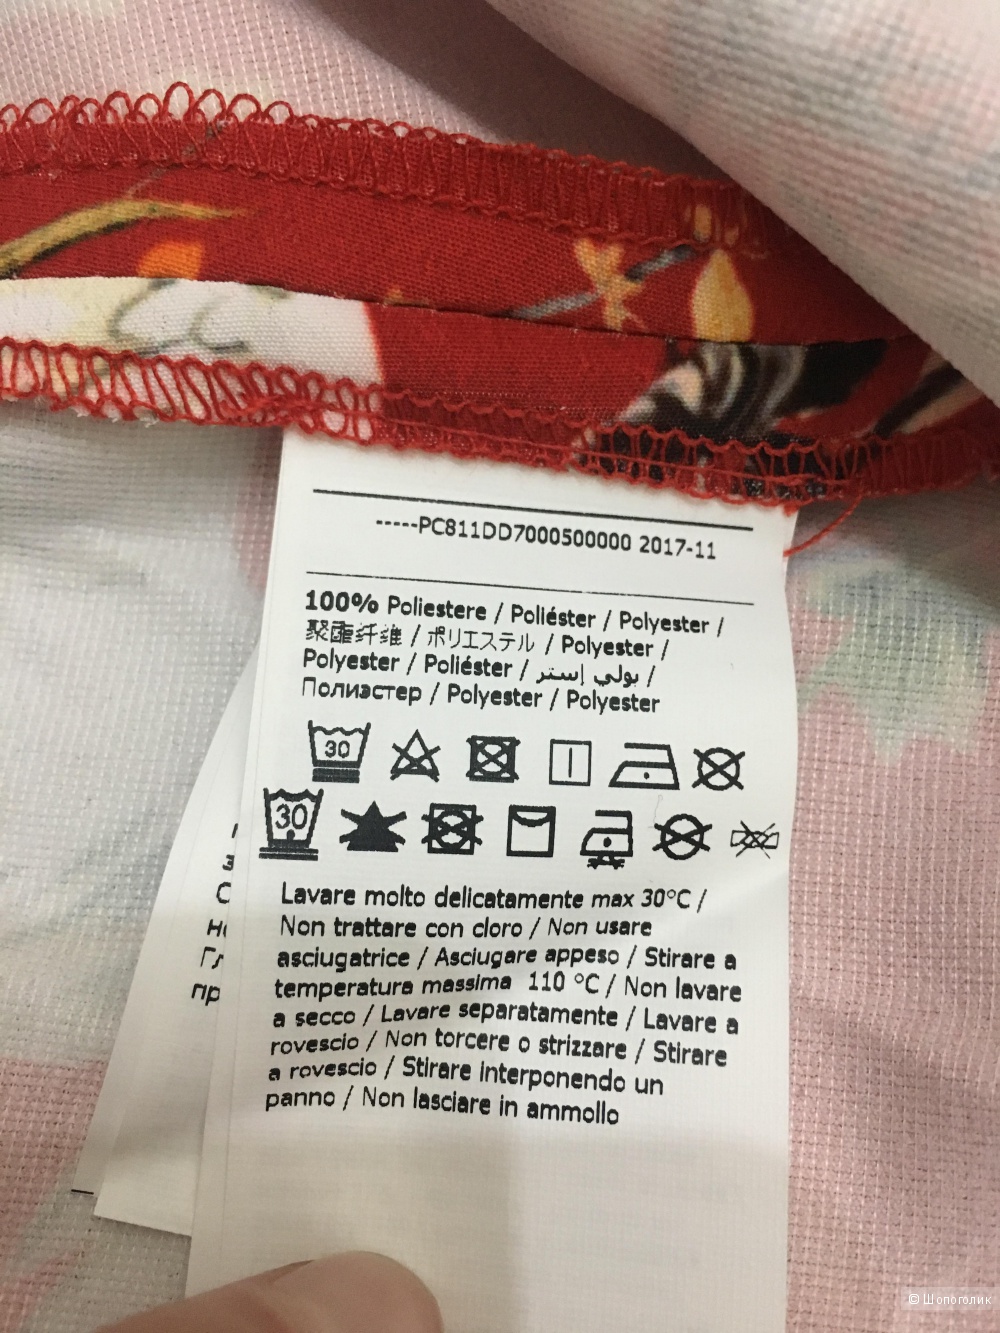 -----PC811DD7000500000 2017-11
100% Poliestere / Poliéster / Polyester /
聚酯纤维 / ポリエステル / Polyester /
Polyester / Poliéster / بولي إستر /
Полиэстер / Polyester / Polyester
30
30
Lavare molto delicatamente max 30°C /
Non trattare con cloro / Non usare
asciugatrice / Asciugare appeso / Stirare a
temperatura massima 110 °C / Non lavare
a secco / Lavare separatamente / Lavare a
rovescio / Non torcere o strizzare / Stirare
a rovescio / Stirare interponendo un
panno / Non lasciare in ammollo
© Шопоголик